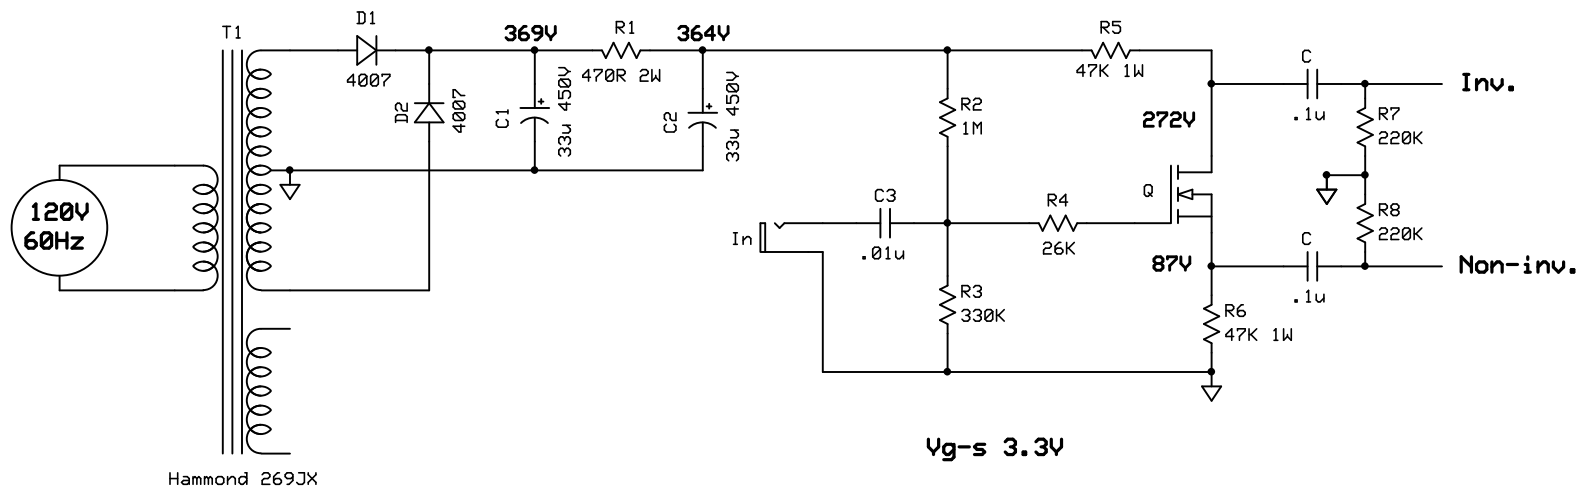 T1
D1
4007
D2
4007
369V
C1
33u 450V
R1
470R 2W
364V
C2
33u 450V
120V
60Hz
Hammond 269JX
In
C3
.01u
R2
1M
R3
330K
R4
26K
R5
47K 1W
272V
Q
87V
R6
47K 1W
C
.1u
Inv.
R7
220K
R8
220K
C
.1u
Non-inv.
Vg-s 3.3V